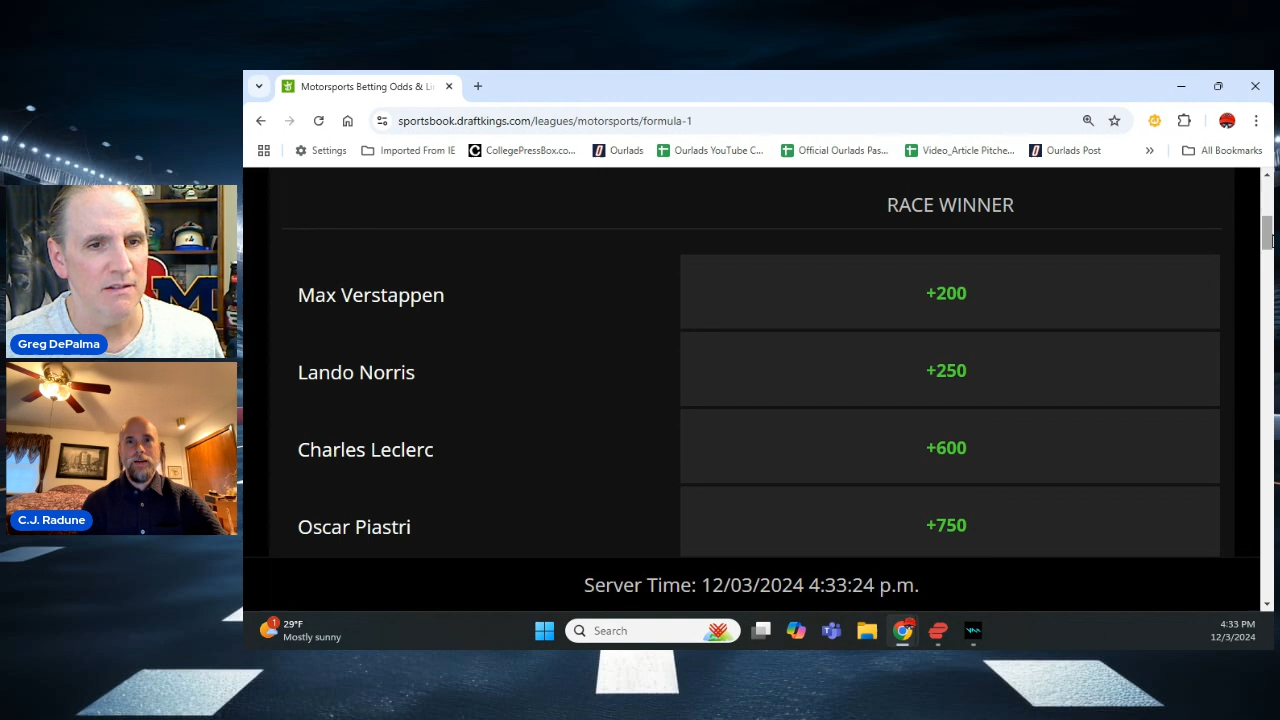 Motorsports Betting Odds & Li
sportsbook.draftkings.com/leagues/motorsports/formula-1
Settings
Imported From IE
CollegePressBox.co...
Ourlads
Ourlads YouTube C...
Official Ourlads Pas...
Video_Article Pitche...
Ourlads Post
All Bookmarks
RACE WINNER
Max Verstappen +200
Lando Norris +250
Charles Leclerc +600
Oscar Piastri +750
Server Time: 12/03/2024 4:33:24 p.m.
Greg DePalma
C.J. Radune
1
29°F
Mostly sunny
Search
4:33 PM
12/3/2024